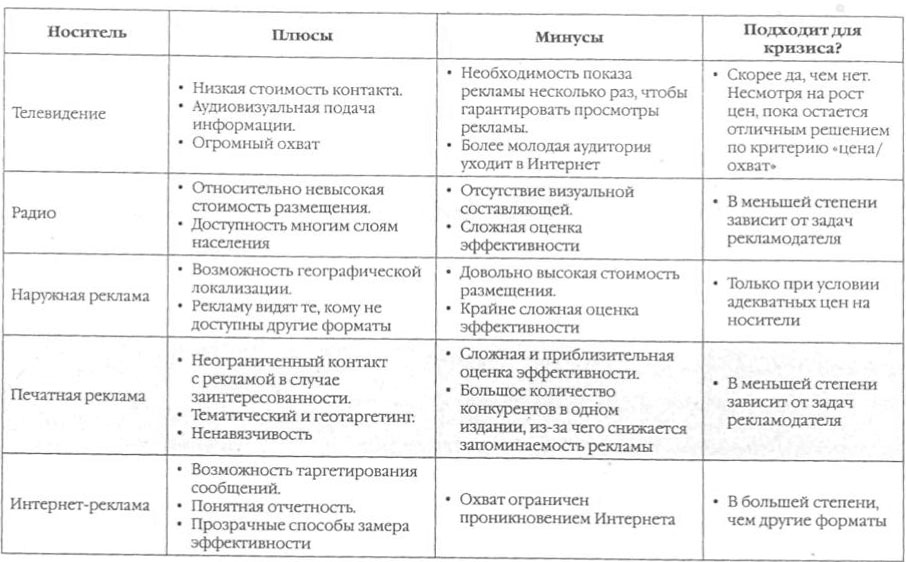 Носитель
Плюсы
Минусы
Подходит для
кризиса?
Телевидение
• Низкая стоимость контакта.
• Аудиовизуальная подача
информации.
• Огромный охват
• Необходимость показа
рекламы несколько раз, чтобы
гарантировать просмотры
рекламы.
• Более молодая аудитория
уходит в Интернет
• Скорее да, чем нет.
Несмотря на рост
цен, пока остается
отличным решением
по критерию «цена/
охват»
Радио
• Относительно невысокая
стоимость размещения.
• Доступность многим слоям
населения
• Отсутствие визуальной
составляющей.
• Сложная оценка
эффективности
• В меньшей степени
зависит от задач
рекламодателя
Наружная реклама
• Возможность географической
локализации.
• Рекламу видят те, кому не
доступны другие форматы
• Довольно высокая стоимость
размещения.
• Крайне сложная оценка
эффективности
• Только при условии
адекватных цен на
носители
Печатная реклама
• Неограниченный контакт
с рекламой в случае
заинтересованности.
• Тематический и геотаргетинг.
• Ненавязчивость
• Сложная и приблизительная
оценка эффективности.
• Большое количество
конкурентов в одном
издании, из-за чего снижается
запоминаемость рекламы
• В меньшей степени
зависит от задач
рекламодателя
Интернет-реклама
• Возможность таргетирования
сообщений.
• Понятная отчетность.
• Прозрачные способы замера
эффективности
• Охват ограничен
проникновением Интернета
• В большей степени,
чем другие форматы